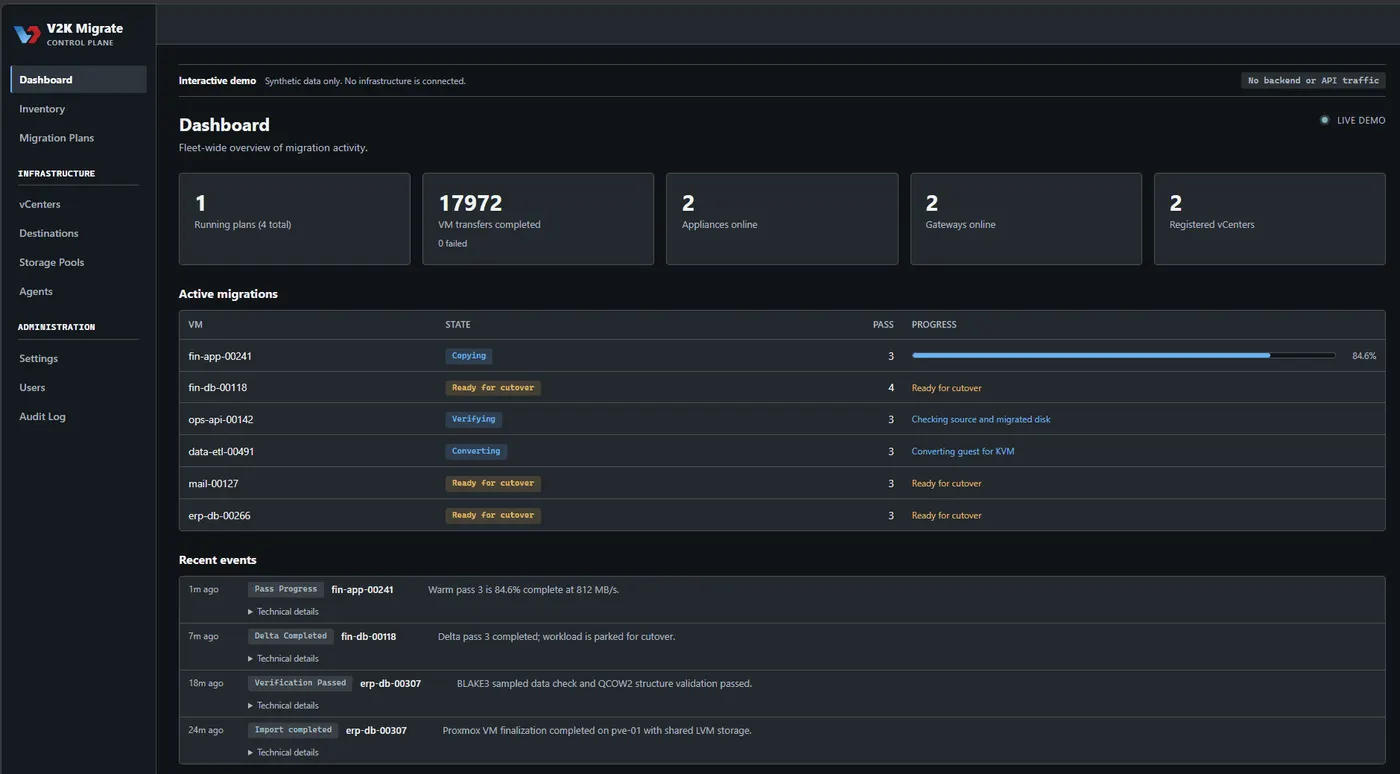 V2K Migrate
CONTROL PLANE
Dashboard
Inventory
Migration Plans
INFRASTRUCTURE
vCenters
Destinations
Storage Pools
Agents
ADMINISTRATION
Settings
Users
Audit Log
Interactive demo Synthetic data only. No infrastructure is connected.
No backend or API traffic
Dashboard
LIVE DEMO
Fleet-wide overview of migration activity.
1
Running plans (4 total)
17972
VM transfers completed
0 failed
2
Appliances online
2
Gateways online
2
Registered vCenters
Active migrations
VM STATE PASS PROGRESS
fin-app-00241 Copying 3 84.6%
fin-db-00118 Ready for cutover 4 Ready for cutover
ops-api-00142 Verifying 3 Checking source and migrated disk
data-etl-00491 Converting 3 Converting guest for KVM
mail-00127 Ready for cutover 3 Ready for cutover
erp-db-00266 Ready for cutover 3 Ready for cutover
Recent events
1m ago Pass Progress fin-app-00241 Warm pass 3 is 84.6% complete at 812 MB/s.
Technical details
7m ago Delta Completed fin-db-00118 Delta pass 3 completed; workload is parked for cutover.
Technical details
18m ago Verification Passed erp-db-00307 BLAKE3 sampled data check and QCOW2 structure validation passed.
Technical details
24m ago Import completed erp-db-00307 Proxmox VM finalization completed on pve-01 with shared LVM storage.
Technical details